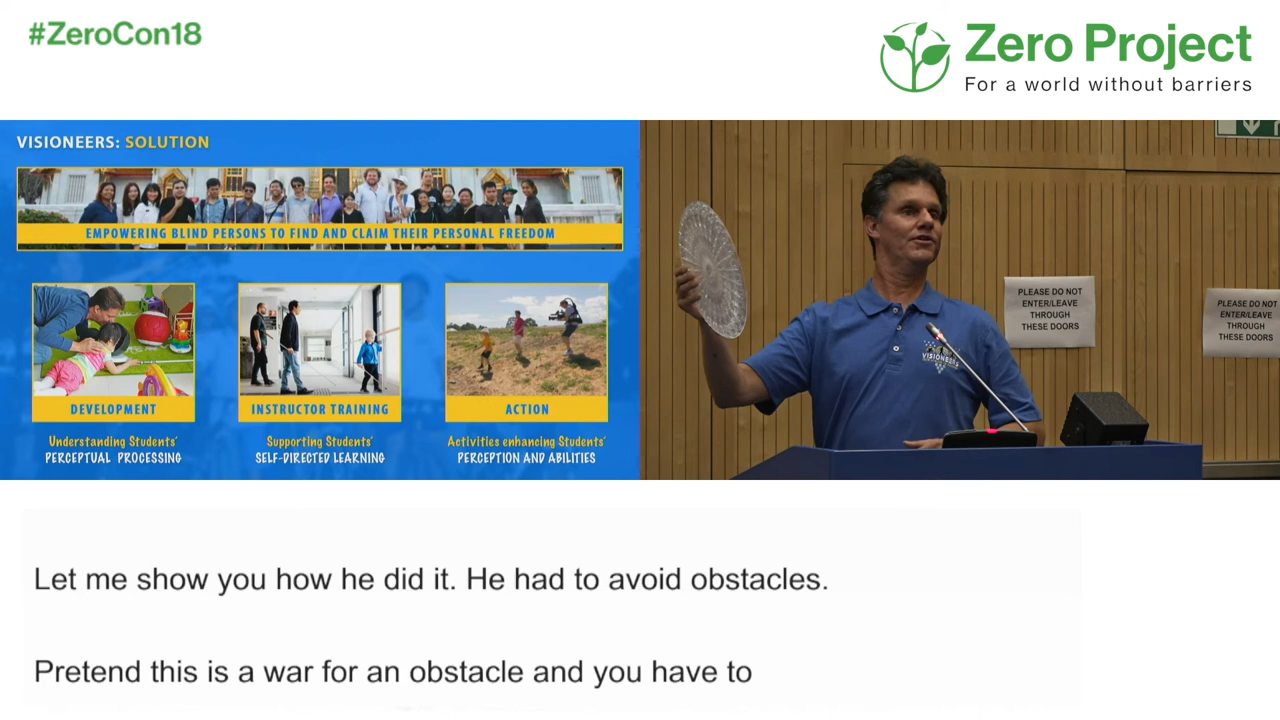 #ZeroCon18
Zero Project
For a world without barriers
VISIONEERS: SOLUTION
EMPOWERING BLIND PERSONS TO FIND AND CLAIM THEIR PERSONAL FREEDOM
DEVELOPMENT
Understanding Students'
PERCEPTUAL PROCESSING
INSTRUCTOR TRAINING
Supporting Students'
SELF-DIRECTED LEARNING
ACTION
Activities enhancing Students'
PERCEPTION AND ABILITIES
VISIONEERS
PLEASE DO NOT
ENTER/LEAVE
THROUGH
THESE DOORS
PLEASE DO NOT
ENTER/LEAVE
THROUGH
THESE DOORS
Let me show you how he did it. He had to avoid obstacles.
Pretend this is a war for an obstacle and you have to